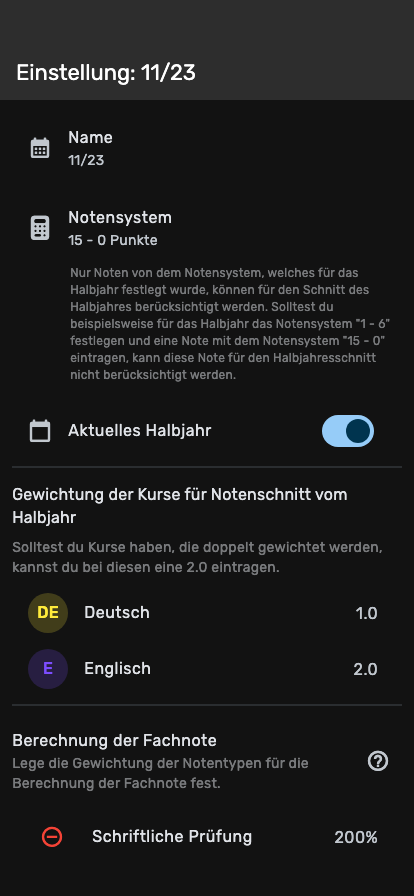 Einstellung: 11/23
Name
11/23
Notensystem
15 - 0 Punkte
Nur Noten von dem Notensystem, welches für das
Halbjahr festlegt wurde, können für den Schnitt des
Halbjahres berücksichtigt werden. Solltest du
beispielsweise für das Halbjahr das Notensystem "1 - 6"
festlegen und eine Note mit dem Notensystem "15 - 0"
eintragen, kann diese Note für den Halbjahresschnitt
nicht berücksichtigt werden.
Aktuelles Halbjahr
Gewichtung der Kurse für Notenschnitt vom
Halbjahr
Solltest du Kurse haben, die doppelt gewichtet werden,
kannst du bei diesen eine 2.0 eintragen.
DE Deutsch 1.0
E Englisch 2.0
Berechnung der Fachnote
Lege die Gewichtung der Notentypen für die
Berechnung der Fachnote fest.
Schriftliche Prüfung 200%